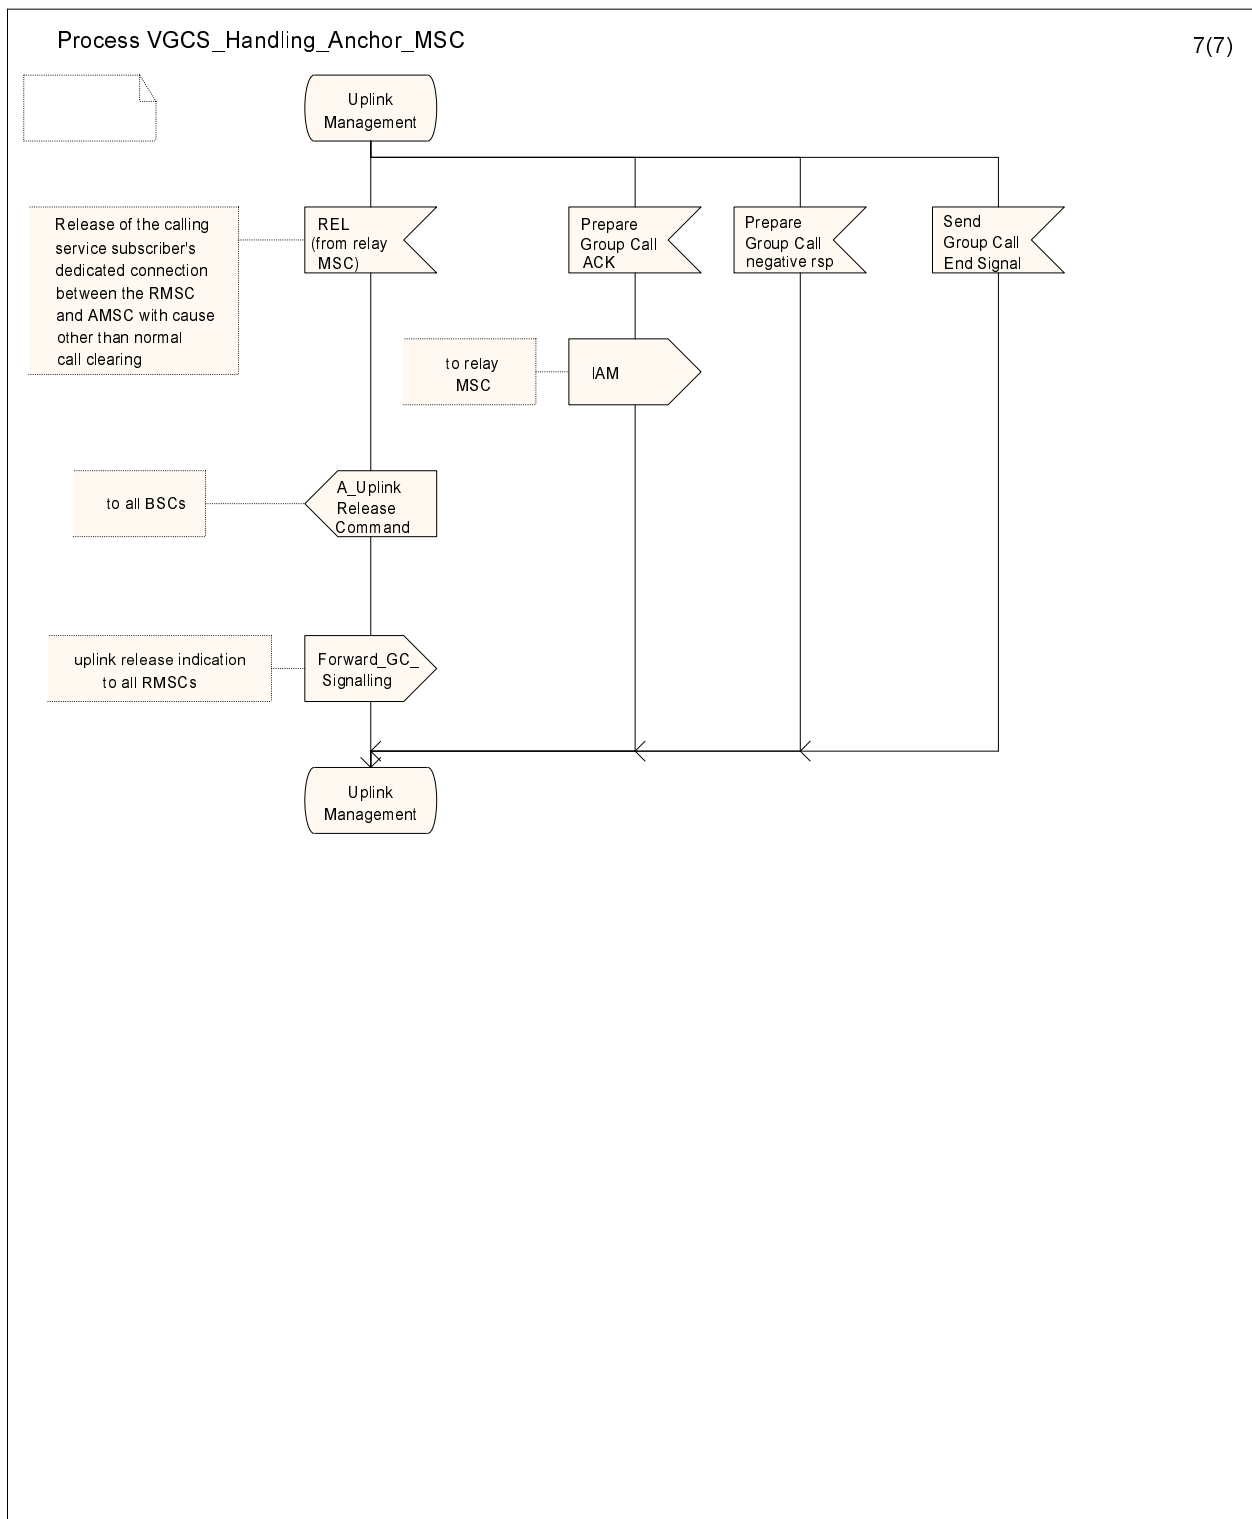 Process VGCS_Handling_Anchor_MSC
7(7)
Uplink
Management
Release of the calling
service subscriber's
dedicated connection
between the RMSC
and AMSC with cause
other than normal
call clearing
REL
(from relay
MSC)
Prepare
Group Call
ACK
Prepare
Group Call
negative rsp
Send
Group Call
End Signal
to relay
MSC
IAM
to all BSCs
A_Uplink
Release
Command
uplink release indication
to all RMSCs
Forward_GC_
Signalling
Uplink
Management